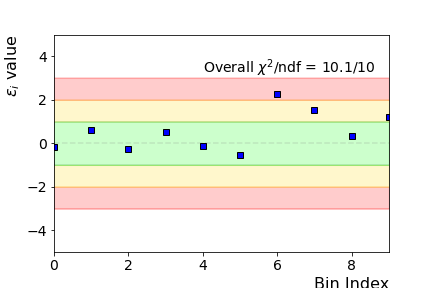 Overall χ²/ndf = 10.1/10
εᵢ value
4
2
0
−2
−4
0 2 4 6 8
Bin Index